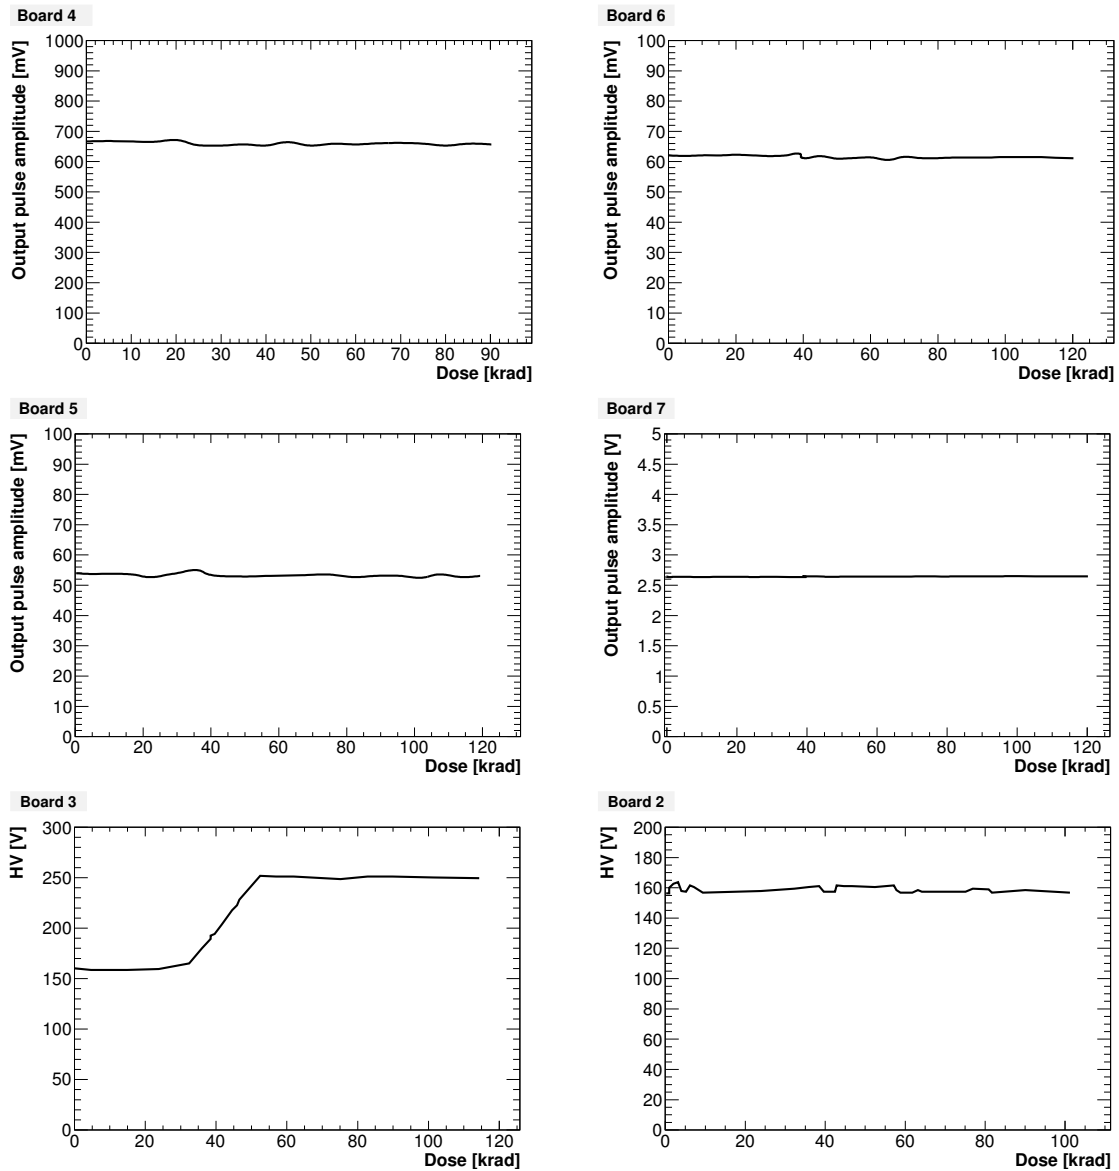 Board 4
Output pulse amplitude [mV]
1000
900
800
700
600
500
400
300
200
100
0
0 10 20 30 40 50 60 70 80 90
Dose [krad]
Board 6
Output pulse amplitude [mV]
100
90
80
70
60
50
40
30
20
10
0
0 20 40 60 80 100 120
Dose [krad]
Board 5
Output pulse amplitude [mV]
100
90
80
70
60
50
40
30
20
10
0
0 20 40 60 80 100 120
Dose [krad]
Board 7
Output pulse amplitude [V]
5
4.5
4
3.5
3
2.5
2
1.5
1
0.5
0
0 20 40 60 80 100 120
Dose [krad]
Board 3
HV [V]
300
250
200
150
100
50
0
0 20 40 60 80 100 120
Dose [krad]
Board 2
HV [V]
200
180
160
140
120
100
80
60
40
20
0
0 20 40 60 80 100
Dose [krad]